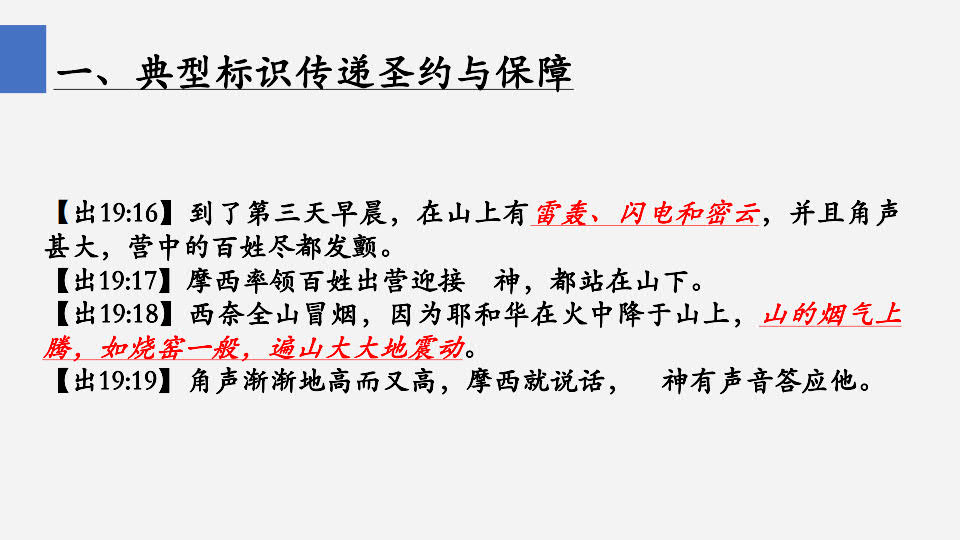 一、典型标识传递圣约与保障
【出19:16】到了第三天早晨，在山上有雷轰、闪电和密云，并且角声
甚大，营中的百姓尽都发颤。
【出19:17】摩西率领百姓出营迎接　神，都站在山下。
【出19:18】西奈全山冒烟，因为耶和华在火中降于山上，山的烟气上
腾，如烧窑一般，遍山大大地震动。
【出19:19】角声渐渐地高而又高，摩西就说话，　神有声音答应他。